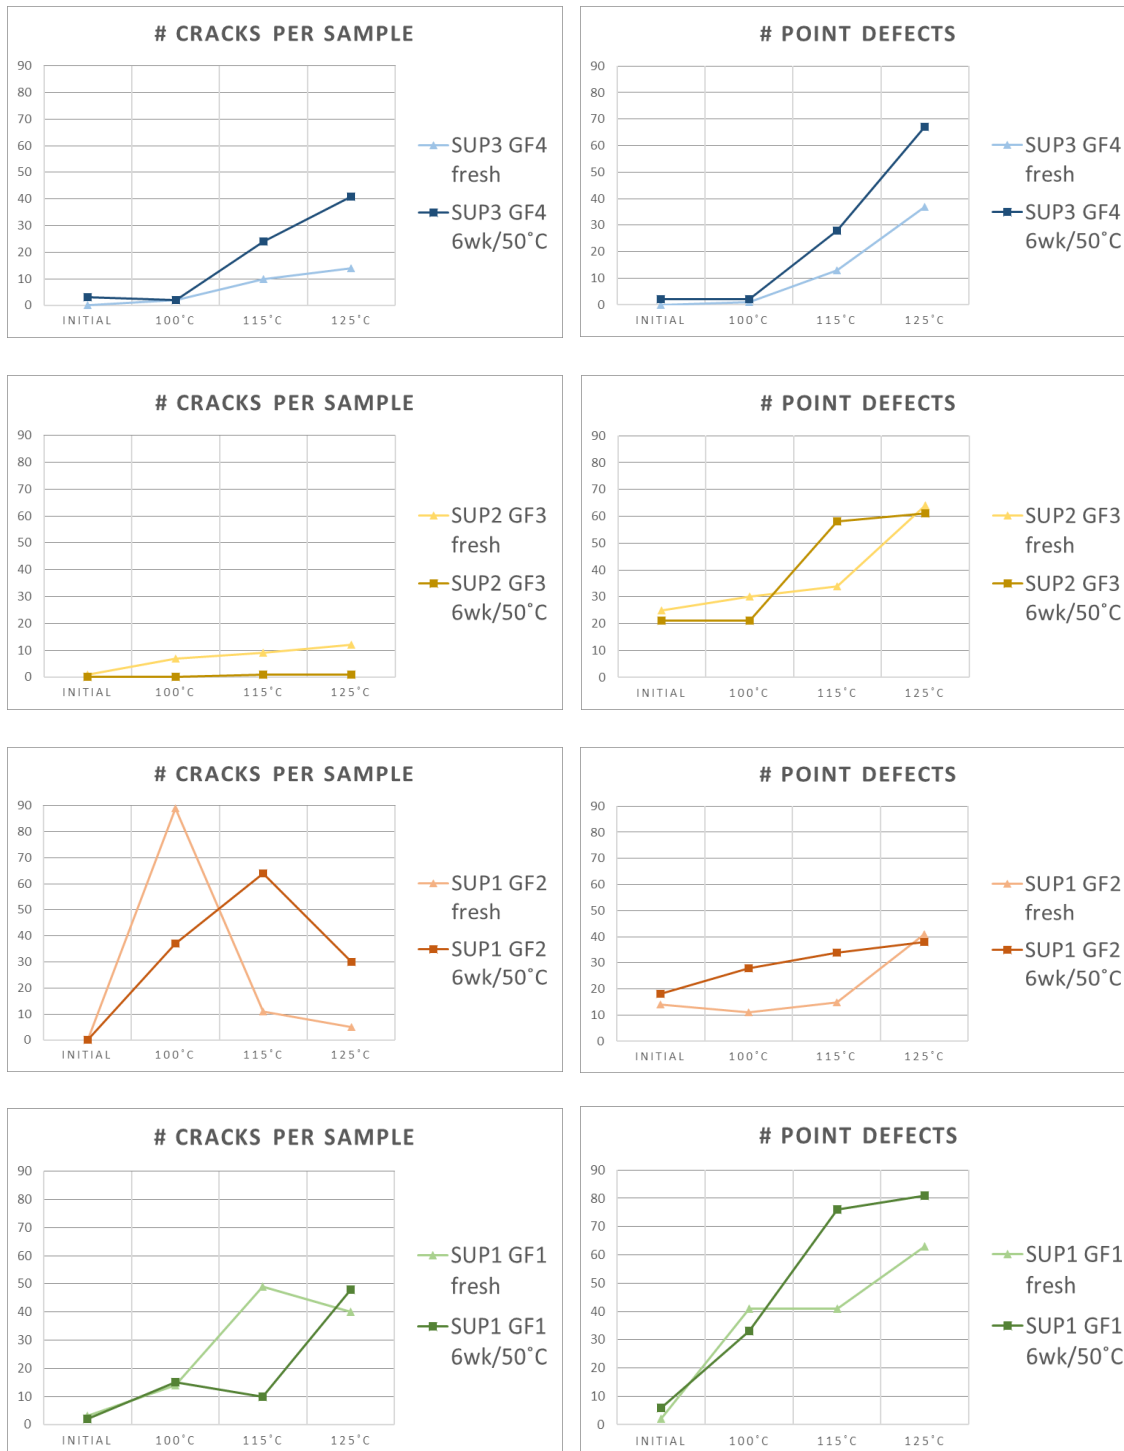 # CRACKS PER SAMPLE
90
80
70
60
50
40
30
20
10
0
INITIAL 100˚C 115˚C 125˚C
SUP3 GF4
fresh
SUP3 GF4
6wk/50˚C
# POINT DEFECTS
90
80
70
60
50
40
30
20
10
0
INITIAL 100˚C 115˚C 125˚C
SUP3 GF4
fresh
SUP3 GF4
6wk/50˚C
# CRACKS PER SAMPLE
90
80
70
60
50
40
30
20
10
0
INITIAL 100˚C 115˚C 125˚C
SUP2 GF3
fresh
SUP2 GF3
6wk/50˚C
# POINT DEFECTS
90
80
70
60
50
40
30
20
10
0
INITIAL 100˚C 115˚C 125˚C
SUP2 GF3
fresh
SUP2 GF3
6wk/50˚C
# CRACKS PER SAMPLE
90
80
70
60
50
40
30
20
10
0
INITIAL 100˚C 115˚C 125˚C
SUP1 GF2
fresh
SUP1 GF2
6wk/50˚C
# POINT DEFECTS
90
80
70
60
50
40
30
20
10
0
INITIAL 100˚C 115˚C 125˚C
SUP1 GF2
fresh
SUP1 GF2
6wk/50˚C
# CRACKS PER SAMPLE
90
80
70
60
50
40
30
20
10
0
INITIAL 100˚C 115˚C 125˚C
SUP1 GF1
fresh
SUP1 GF1
6wk/50˚C
# POINT DEFECTS
90
80
70
60
50
40
30
20
10
0
INITIAL 100˚C 115˚C 125˚C
SUP1 GF1
fresh
SUP1 GF1
6wk/50˚C